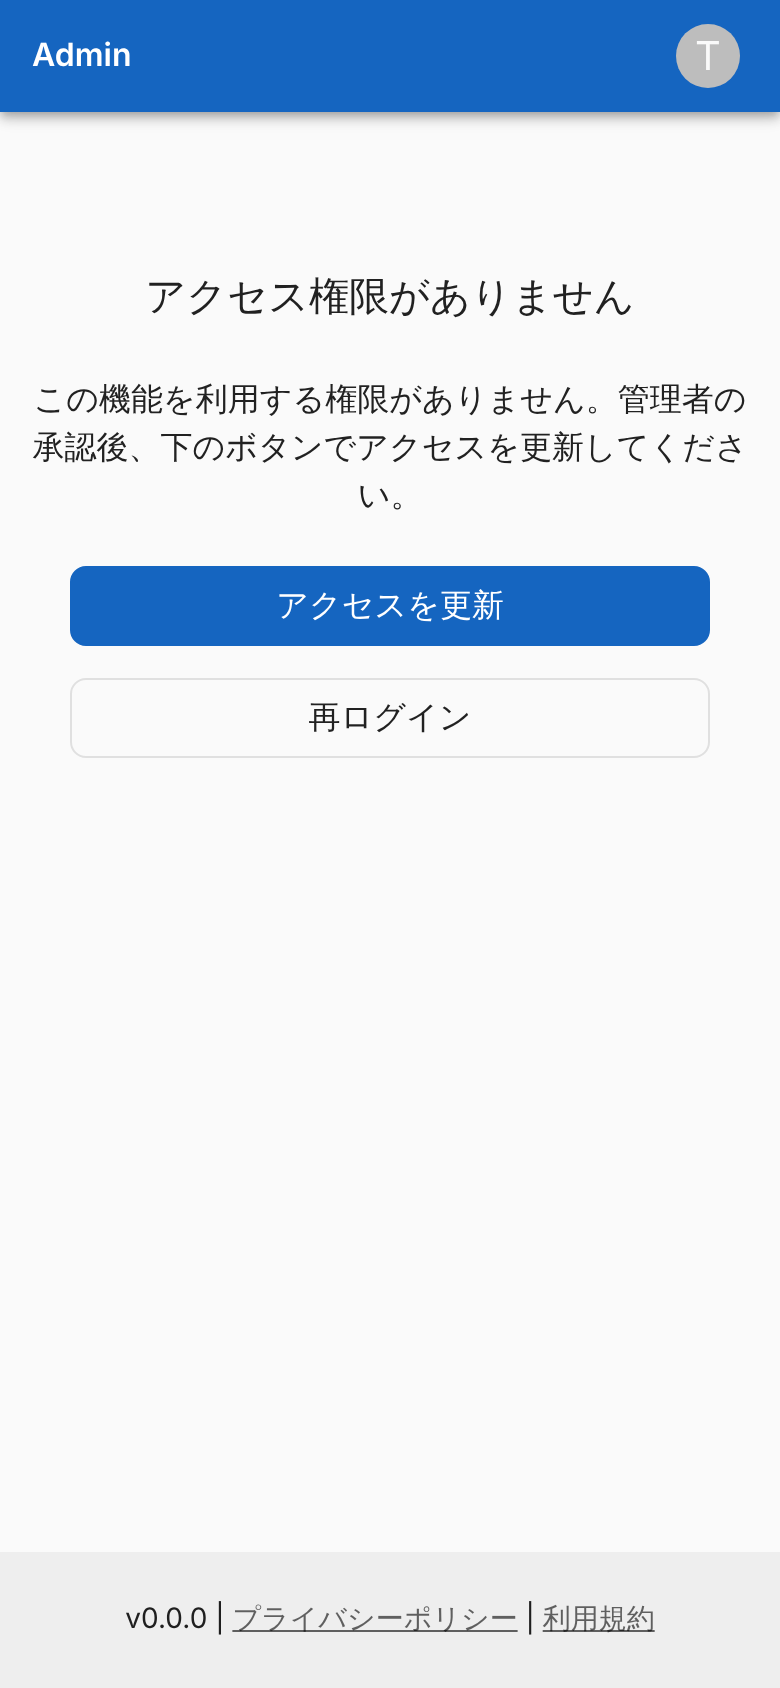 Admin
T
アクセス権限がありません
この機能を利用する権限がありません。管理者の
承認後、下のボタンでアクセスを更新してくださ
い。
アクセスを更新
再ログイン
v0.0.0 | プライバシーポリシー | 利用規約